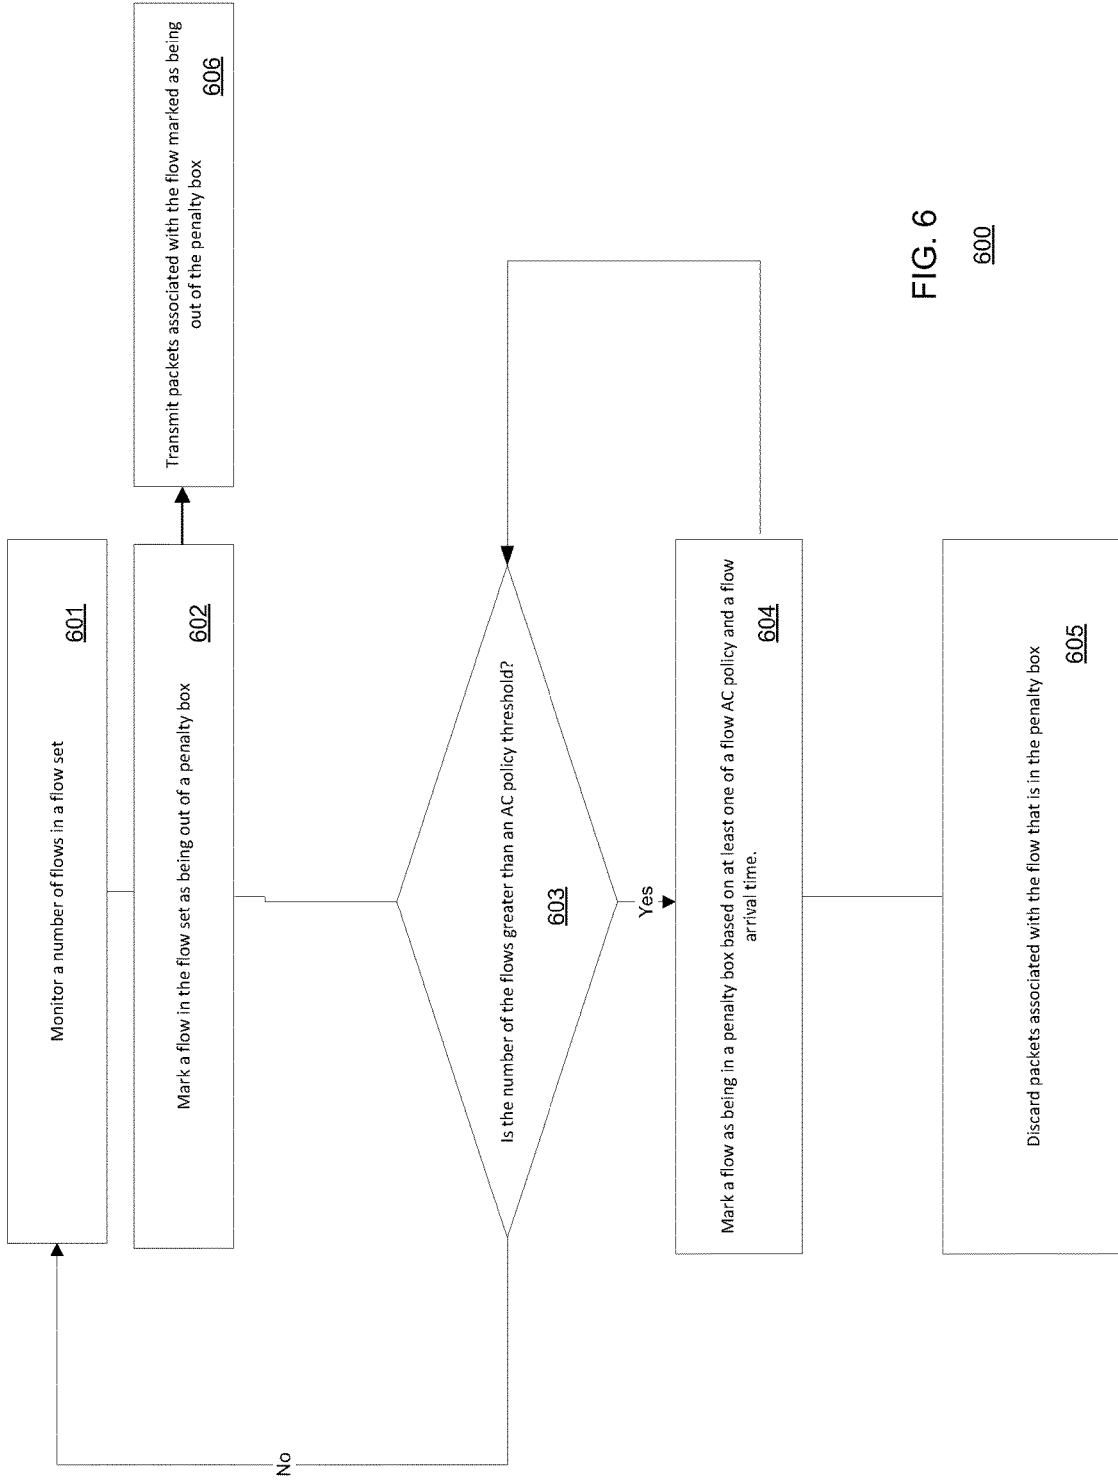 Monitor a number of flows in a flow set
601
Mark a flow in the flow set as being out of a penalty box
602
Transmit packets associated with the flow marked as being
out of the penalty box
606
Is the number of the flows greater than an AC policy threshold?
603
No
Yes
Mark a flow as being in a penalty box based on at least one of a flow AC policy and a flow
arrival time.
604
Discard packets associated with the flow that is in the penalty box
605
FIG. 6
600